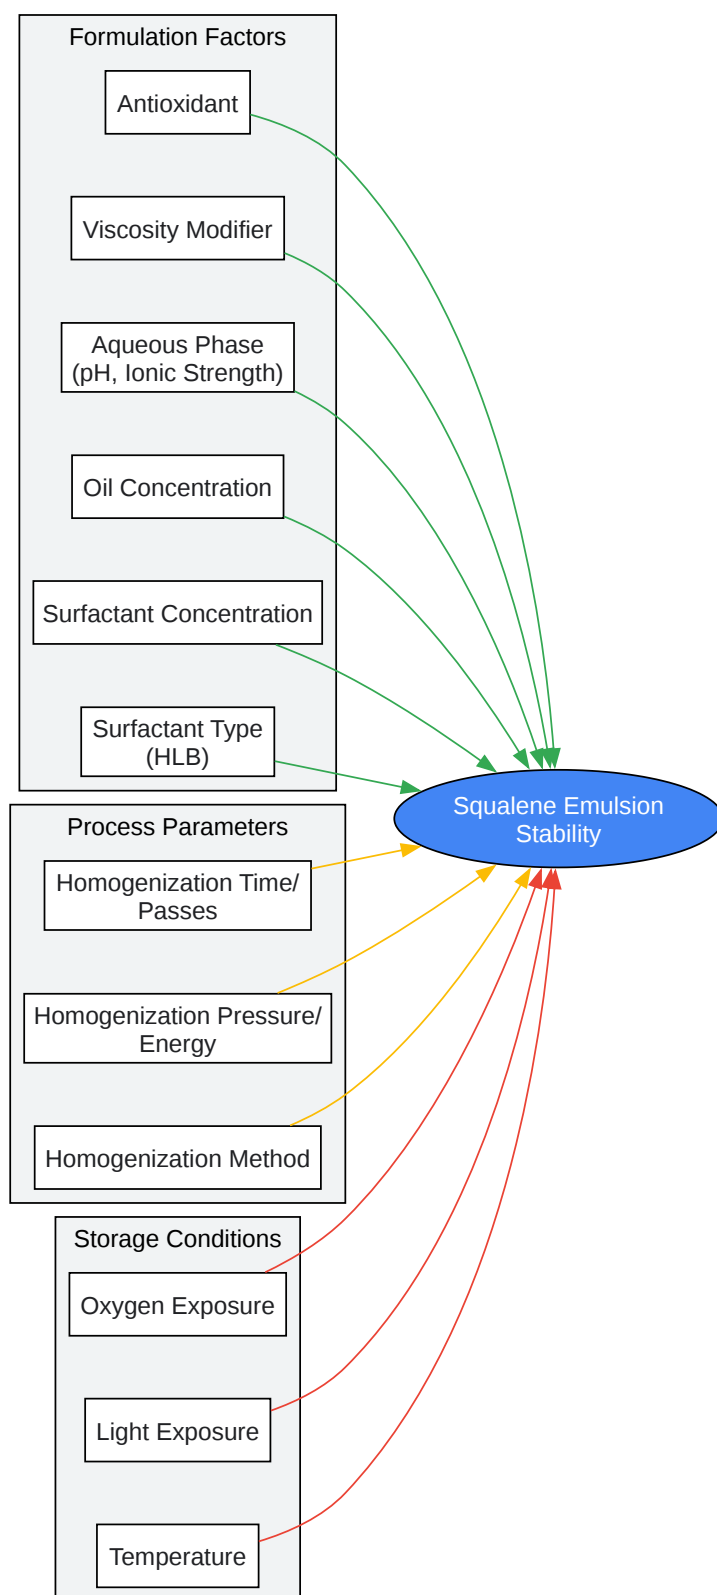 Formulation Factors
Antioxidant
Viscosity Modifier
Aqueous Phase
(pH, Ionic Strength)
Oil Concentration
Surfactant Concentration
Surfactant Type
(HLB)
Squalene Emulsion
Stability
Process Parameters
Homogenization Time/
Passes
Homogenization Pressure/
Energy
Homogenization Method
Storage Conditions
Oxygen Exposure
Light Exposure
Temperature